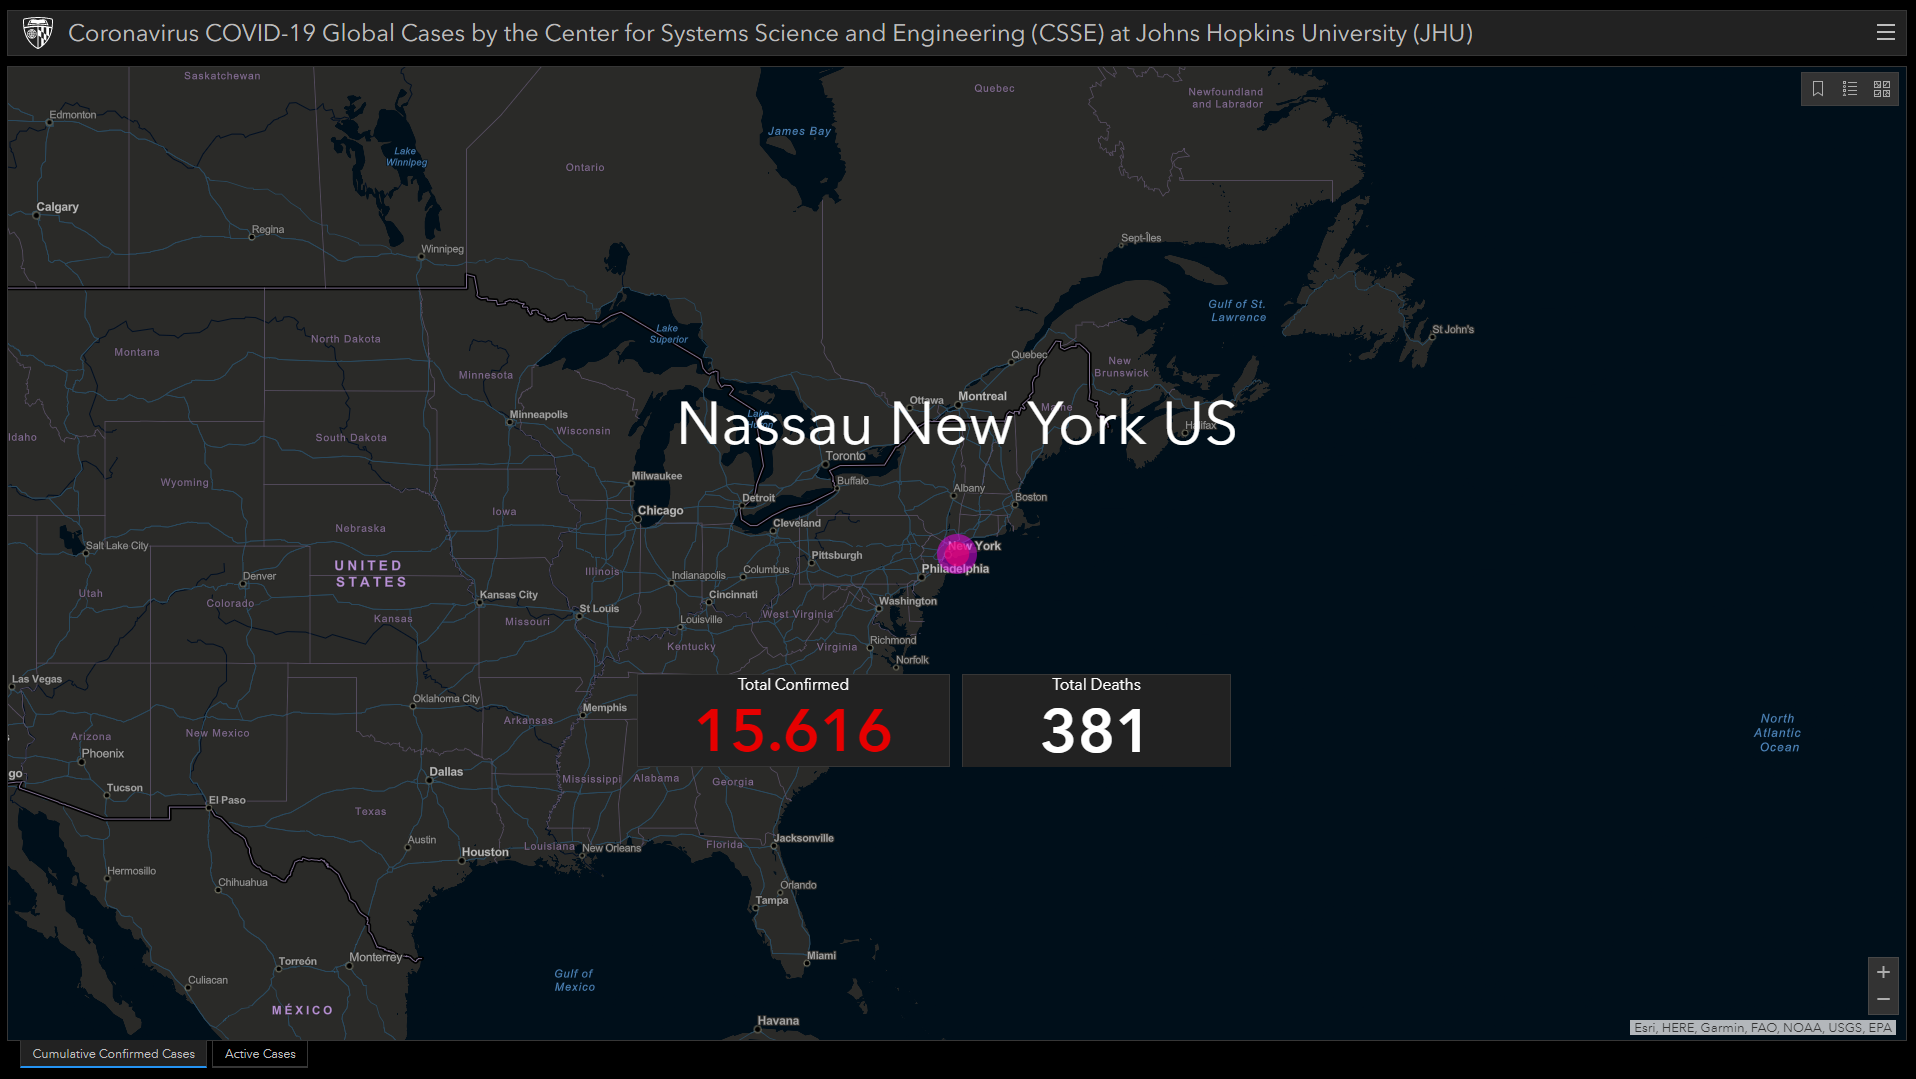 Coronavirus COVID-19 Global Cases by the Center for Systems Science and Engineering (CSSE) at Johns Hopkins University (JHU)
Saskatchewan
Quebec
Newfoundland
and Labrador
Edmonton
James Bay
Lake
Winnipeg
Ontario
Calgary
Regina
Winnipeg
Sept-Îles
Gulf of St.
Lawrence
St John's
Lake
Superior
North Dakota
Montana
Minnesota
Quebec
New
Brunswick
Ottawa
Montreal
Maine
Lake
Huron
Halifax
Nassau New York US
Minneapolis
Wisconsin
Idaho
South Dakota
Toronto
Milwaukee
Buffalo
Wyoming
Albany
Boston
Detroit
Iowa
Chicago
Cleveland
Nebraska
Salt Lake City
New York
Pittsburgh
UNITED
STATES
Illinois
Indianapolis
Columbus
Philadelphia
Denver
Utah
Colorado
Kansas City
Cincinnati
Washington
St Louis
West Virginia
Kansas
Missouri
Louisville
Kentucky
Virginia
Richmond
Norfolk
Las Vegas
Total Confirmed
Total Deaths
Oklahoma City
Memphis
Arkansas
15.616
381
New Mexico
Arizona
Phoenix
North
Atlantic
Ocean
go
Dallas
Mississippi
Alabama
Georgia
Tucson
El Paso
Texas
Austin
Houston
Louisiana
New Orleans
Florida
Jacksonville
Hermosillo
Chihuahua
Orlando
Tampa
Torreón
Monterrey
Miami
Culiacan
Gulf of
Mexico
MÉXICO
Havana
+
−
Esri, HERE, Garmin, FAO, NOAA, USGS, EPA
Cumulative Confirmed Cases
Active Cases